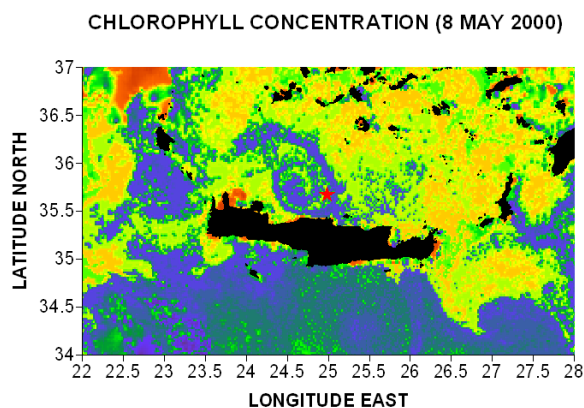 CHLOROPHYLL CONCENTRATION (8 MAY 2000)
37
36.5
36
35.5
35
34.5
34
LATITUDE NORTH
22 22.5 23 23.5 24 24.5 25 25.5 26 26.5 27 27.5 28
LONGITUDE EAST